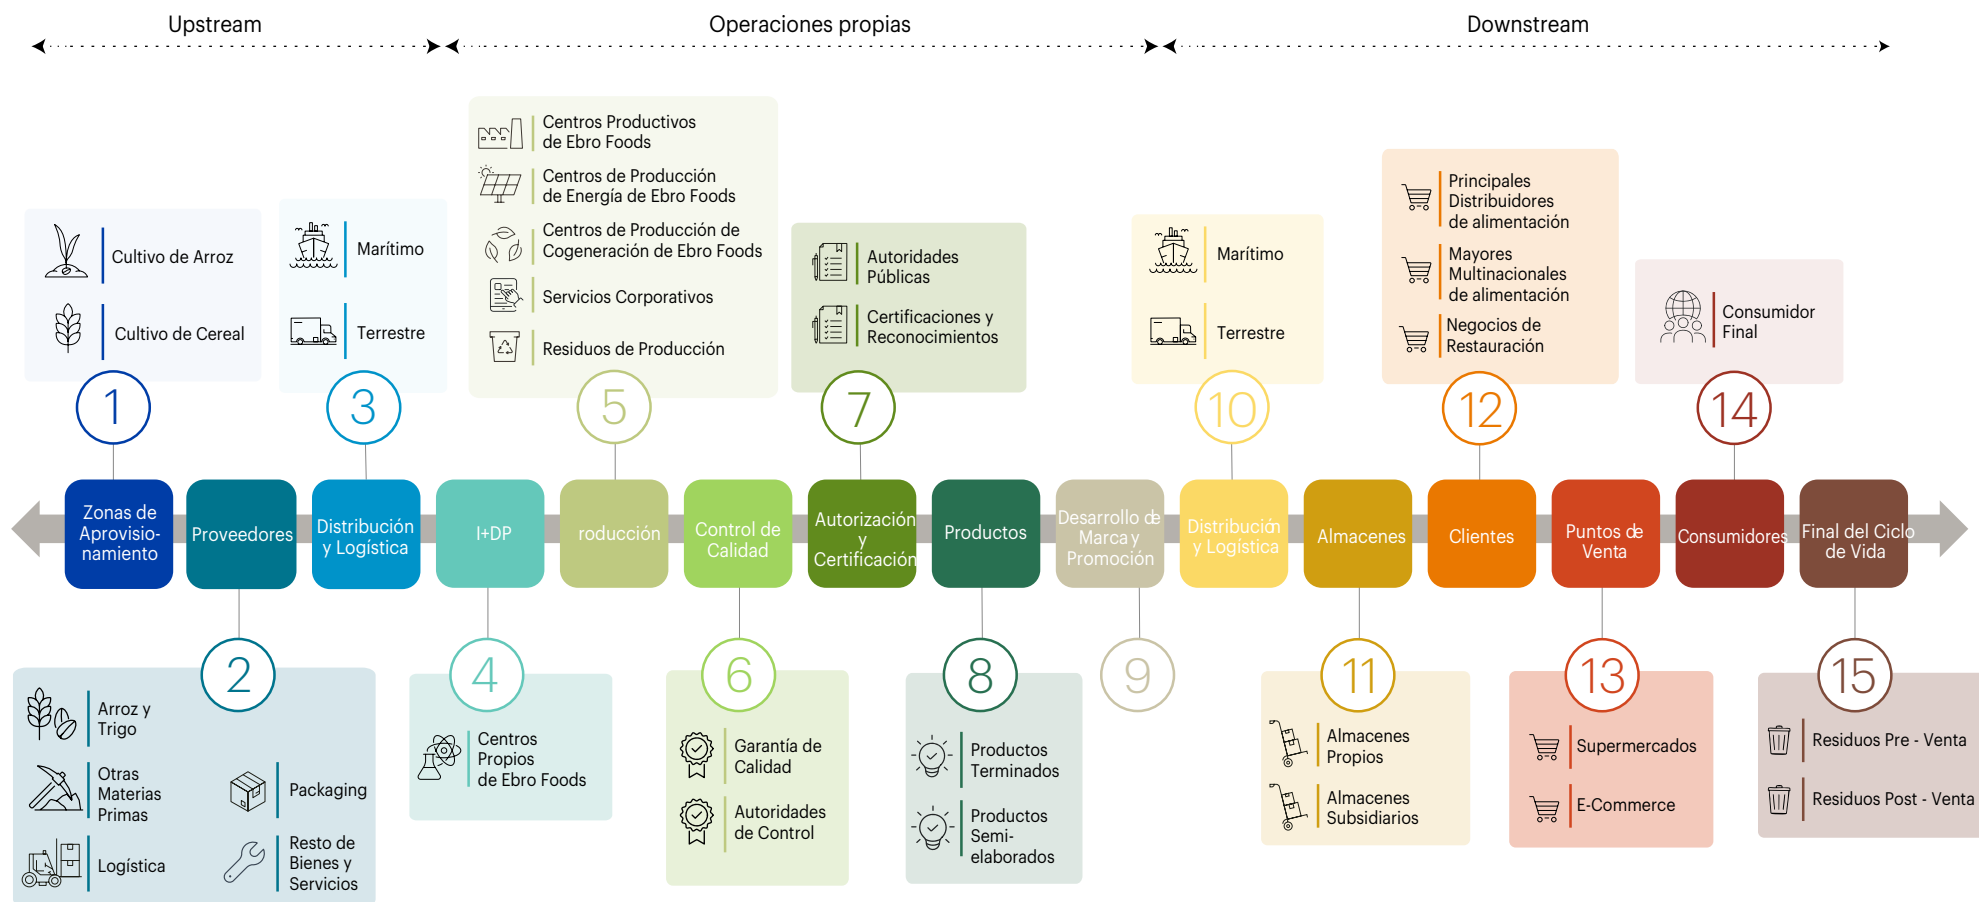 Upstream
Operaciones propias
Downstream
Cultivo de Arroz
Cultivo de Cereal
1
Marítimo
Terrestre
3
Centros Productivos
de Ebro Foods
Centros de Producción
de Energía de Ebro Foods
Centros de Producción de
Cogeneración de Ebro Foods
Servicios Corporativos
Residuos de Producción
5
Autoridades
Públicas
Certificaciones y
Reconocimientos
7
Marítimo
Terrestre
10
Principales
Distribuidores
de alimentación
Mayores
Multinacionales
de alimentación
Negocios de
Restauración
12
Consumidor
Final
14
Zonas de
Aprovisio-
namiento
Proveedores
Distribución
y Logística
I+DP
roducción
Control de
Calidad
Autorización
y
Certificación
Productos
Desarrollo de
Marca y
Promoción
Distribución
y Logística
Almacenes
Clientes
Puntos de
Venta
Consumidores
Final del Ciclo
de Vida
2
Arroz y
Trigo
Otras
Materias
Primas
Logística
Packaging
Resto de
Bienes y
Servicios
4
Centros
Propios
de Ebro Foods
6
Garantía de
Calidad
Autoridades
de Control
8
Productos
Terminados
Productos
Semi-
elaborados
9
11
Almacenes
Propios
Almacenes
Subsidiarios
13
Supermercados
E-Commerce
15
Residuos Pre - Venta
Residuos Post - Venta